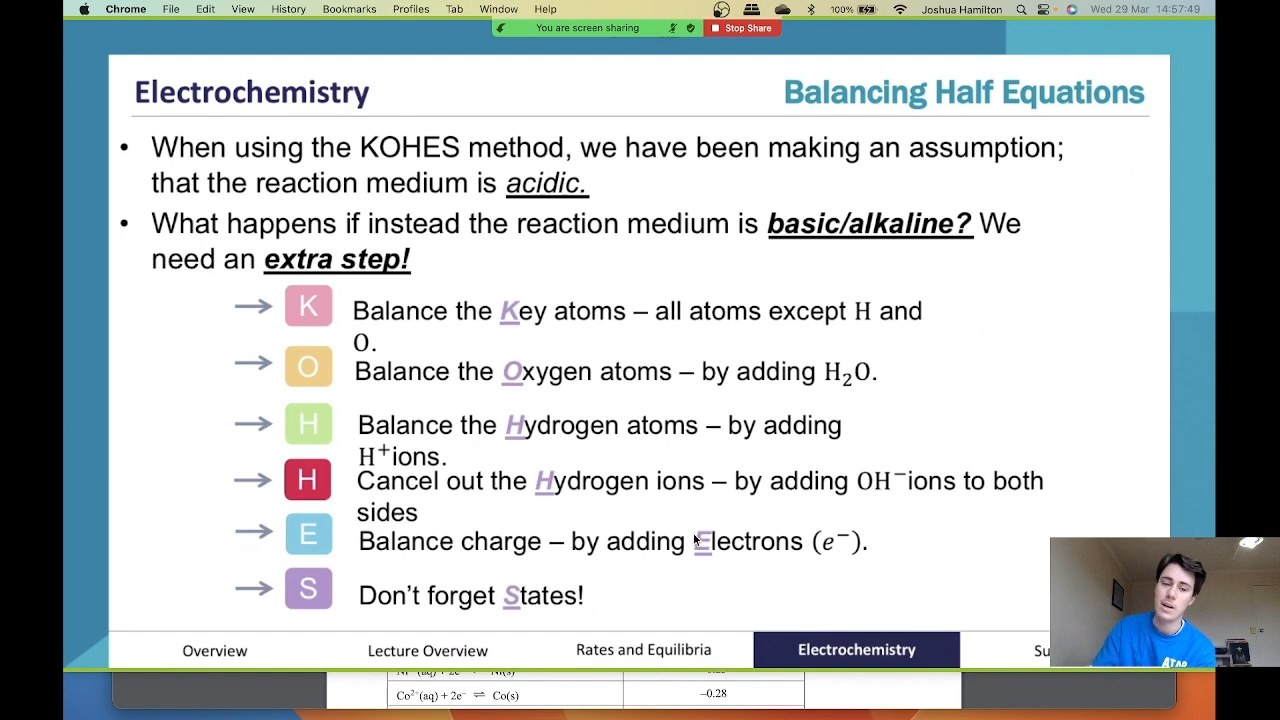 Chrome File Edit View History Bookmarks Profiles Tab Window Help 100% Joshua Hamilton Wed 29 Mar 14:57:49
You are screen sharing Stop Share
Electrochemistry
Balancing Half Equations
• When using the KOHES method, we have been making an assumption;
that the reaction medium is acidic.
• What happens if instead the reaction medium is basic/alkaline? We
need an extra step!
K Balance the Key atoms – all atoms except H and
O.
O Balance the Oxygen atoms – by adding H₂O.
H Balance the Hydrogen atoms – by adding
H⁺ions.
H Cancel out the Hydrogen ions – by adding OH⁻ions to both
sides
E Balance charge – by adding Electrons (e⁻).
S Don't forget States!
Overview Lecture Overview Rates and Equilibria Electrochemistry Su
Co²⁺(aq) + 2e⁻ ⇌ Co(s) –0.28